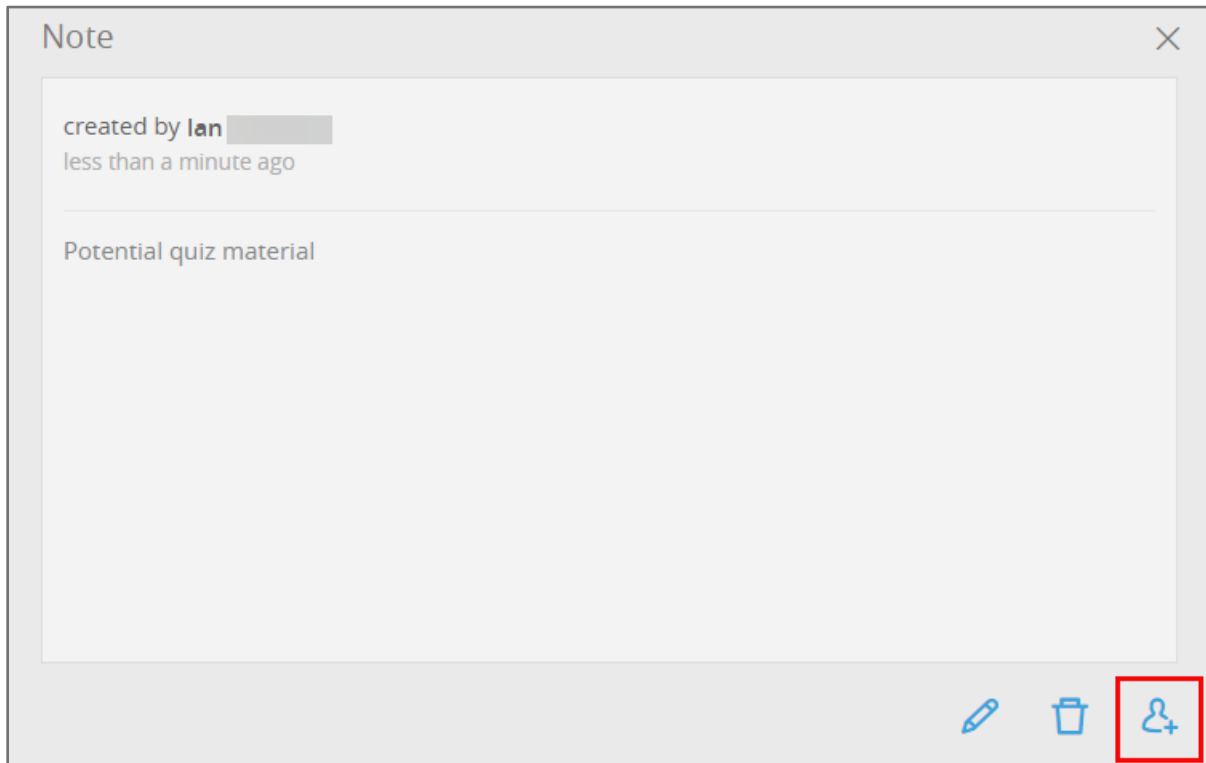 Note
created by Ian
less than a minute ago
Potential quiz material